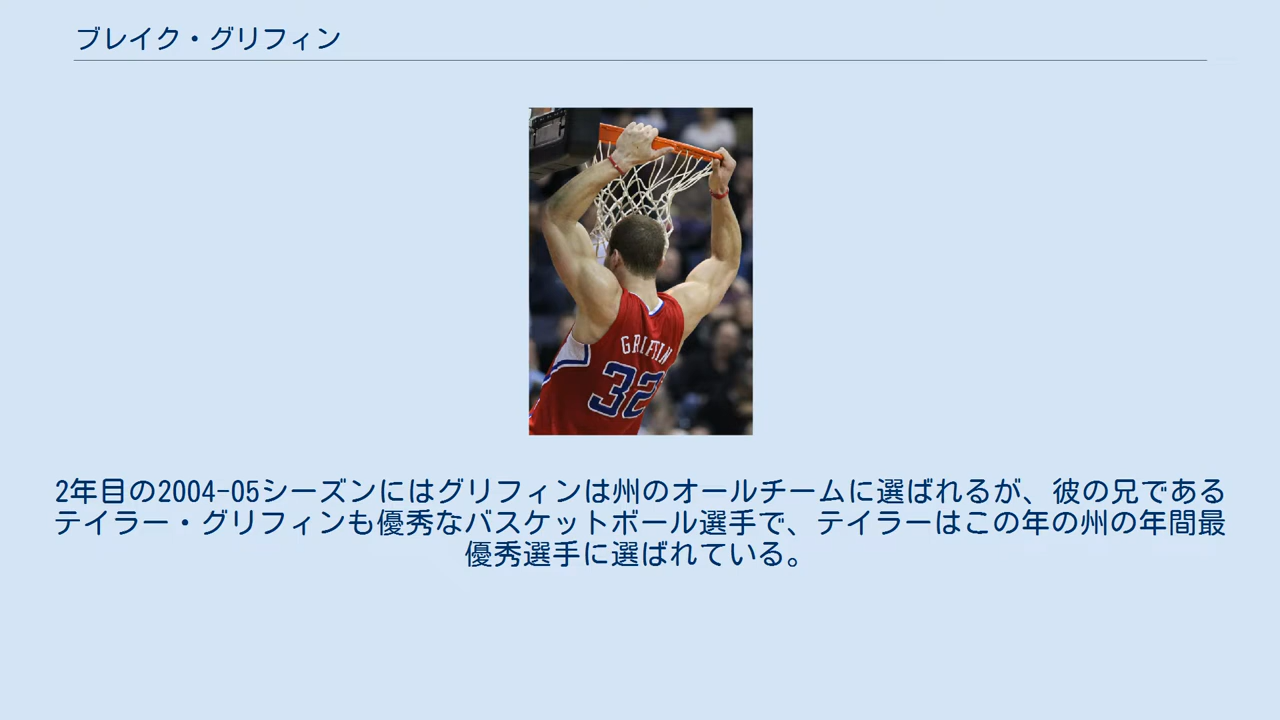 ブレイク・グリフィン
GRIFFIN
32
2年目の2004-05シーズンにはグリフィンは州のオールチームに選ばれるが、彼の兄である
テイラー・グリフィンも優秀なバスケットボール選手で、テイラーはこの年の州の年間最
優秀選手に選ばれている。